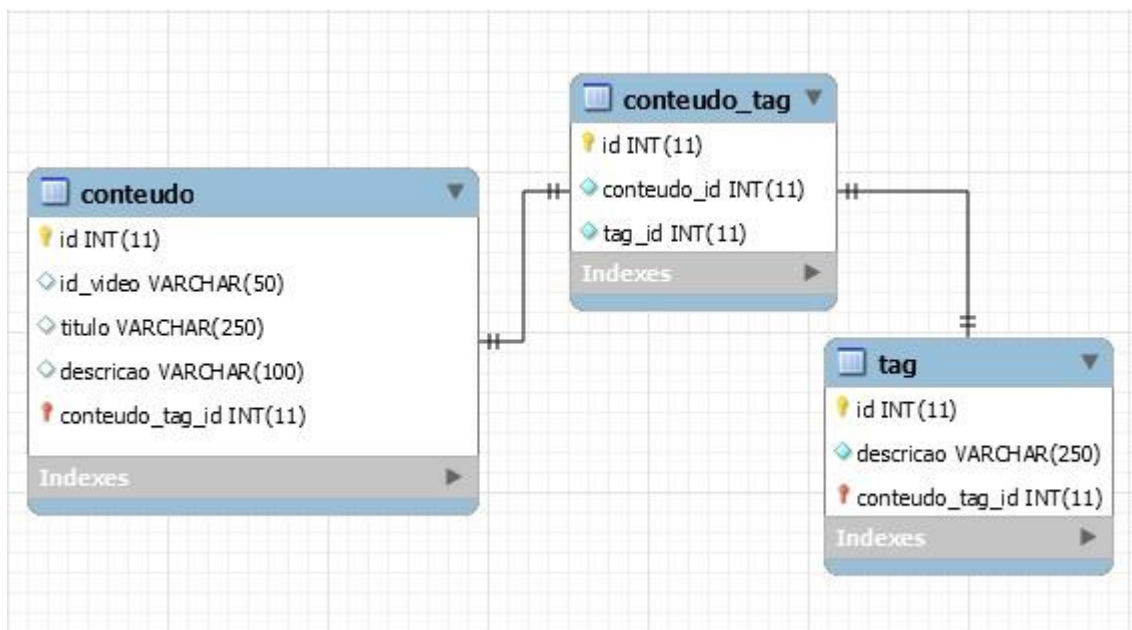 conteudo
id INT(11)
id_video VARCHAR(50)
titulo VARCHAR(250)
descricao VARCHAR(100)
conteudo_tag_id INT(11)
Indexes
conteudo_tag
id INT(11)
conteudo_id INT(11)
tag_id INT(11)
Indexes
tag
id INT(11)
descricao VARCHAR(250)
conteudo_tag_id INT(11)
Indexes